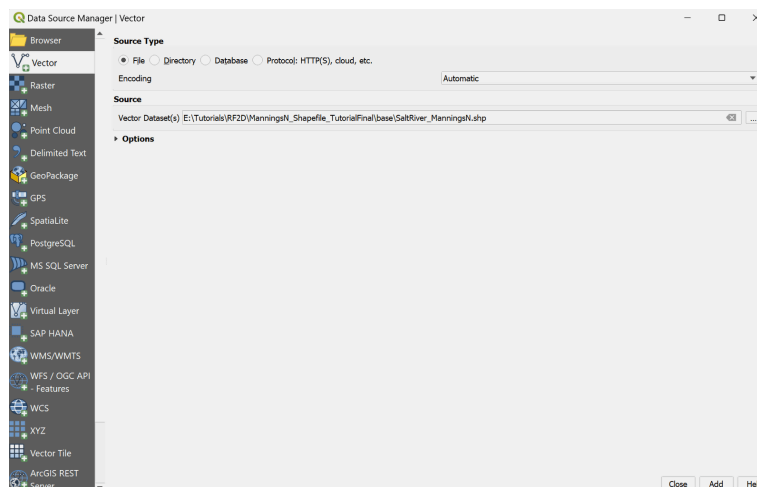 Data Source Manager | Vector
Browser
Vector
Raster
Mesh
Point Cloud
Delimited Text
GeoPackage
GPS
SpatiaLite
PostgreSQL
MS SQL Server
Oracle
Virtual Layer
SAP HANA
WMS/WMTS
WFS / OGC API
- Features
WCS
XYZ
Vector Tile
ArcGIS REST
Server
Source Type
File Directory Database Protocol: HTTP(S), cloud, etc.
Encoding Automatic
Source
Vector Dataset(s) E:\Tutorials\RF2D\ManningsN_Shapefile_TutorialFinal\base\SaltRiver_ManningsN.shp ...
Options
Close Add Hel